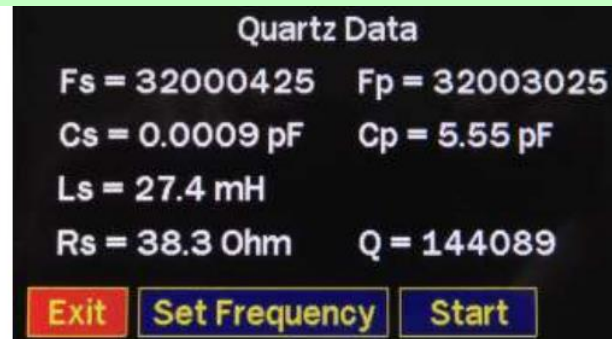 Quartz Data
Fs = 32000425 Fp = 32003025
Cs = 0.0009 pF Cp = 5.55 pF
Ls = 27.4 mH
Rs = 38.3 Ohm Q = 144089
Exit Set Frequency Start